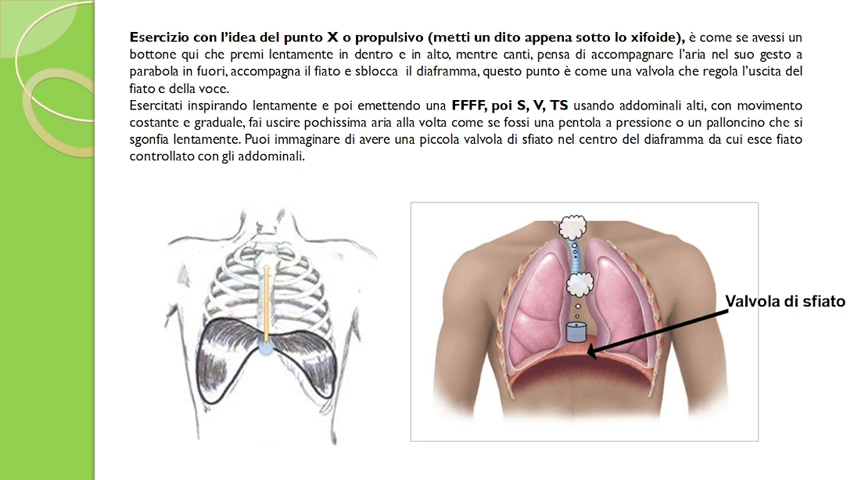 Esercizio con l’idea del punto X o propulsivo (metti un dito appena sotto lo xifoide), è come se avessi un
bottone qui che premi lentamente in dentro e in alto, mentre canti, pensa di accompagnare l’aria nel suo gesto a
parabola in fuori, accompagna il fiato e sblocca il diaframma, questo punto è come una valvola che regola l’uscita del
fiato e della voce.
Esercitati inspirando lentamente e poi emettendo una FFFF, poi S, V, TS usando addominali alti, con movimento
costante e graduale, fai uscire pochissima aria alla volta come se fossi una pentola a pressione o un palloncino che si
sgonfia lentamente. Puoi immaginare di avere una piccola valvola di sfiato nel centro del diaframma da cui esce fiato
controllato con gli addominali.
Valvola di sfiato